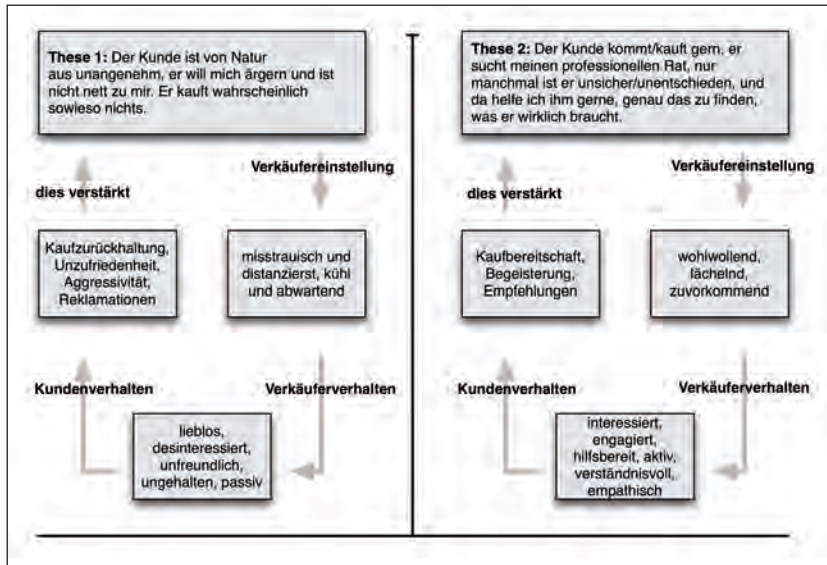 These 1: Der Kunde ist von Natur
aus unangenehm, er will mich ärgern und ist
nicht nett zu mir. Er kauft wahrscheinlich
sowieso nichts.
Verkäufereinstellung
dies verstärkt
Kaufzurückhaltung,
Unzufriedenheit,
Aggressivität,
Reklamationen
misstrauisch und
distanzierst, kühl
und abwartend
Kundenverhalten
Verkäuferverhalten
lieblos,
desinteressiert,
unfreundlich,
ungehalten, passiv
These 2: Der Kunde kommt/kauft gern, er
sucht meinen professionellen Rat, nur
manchmal ist er unsicher/unentschieden, und
da helfe ich ihm gerne, genau das zu finden,
was er wirklich braucht.
Verkäufereinstellung
dies verstärkt
Kaufbereitschaft,
Begeisterung,
Empfehlungen
wohlwollend,
lächelnd,
zuvorkommend
Kundenverhalten
Verkäuferverhalten
interessiert,
engagiert,
hilfsbereit, aktiv,
verständnisvoll,
empathisch